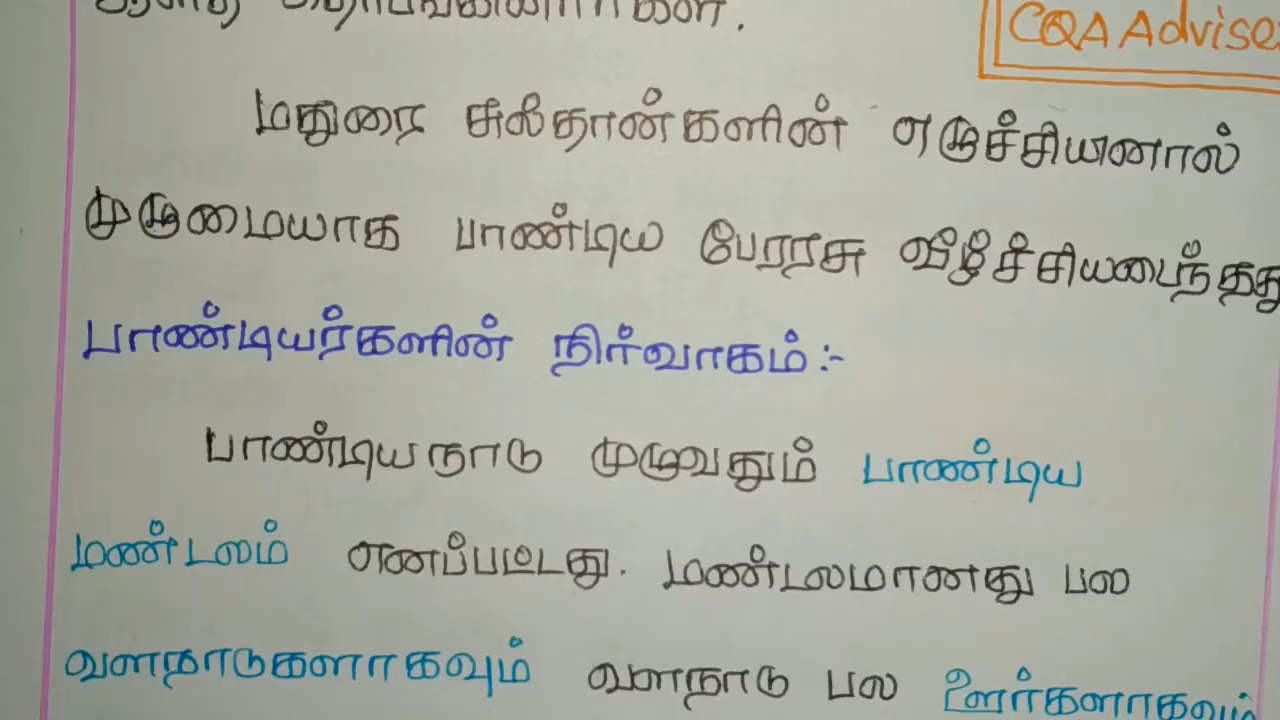 CQA Advise
மதுரை சுல்தான்களின் எழுச்சியினால்
முழுமையாக பாண்டிய பேரரசு வீழ்ச்சியடைந்தது
பாண்டியர்களின் நிர்வாகம் :-
பாண்டியநாடு முழுவதும் பாண்டிய
மண்டலம் எனப்பட்டது. மண்டலமானது பல
வளநாடுகளாகவும் வளநாடு பல ஊர்களாகவும்